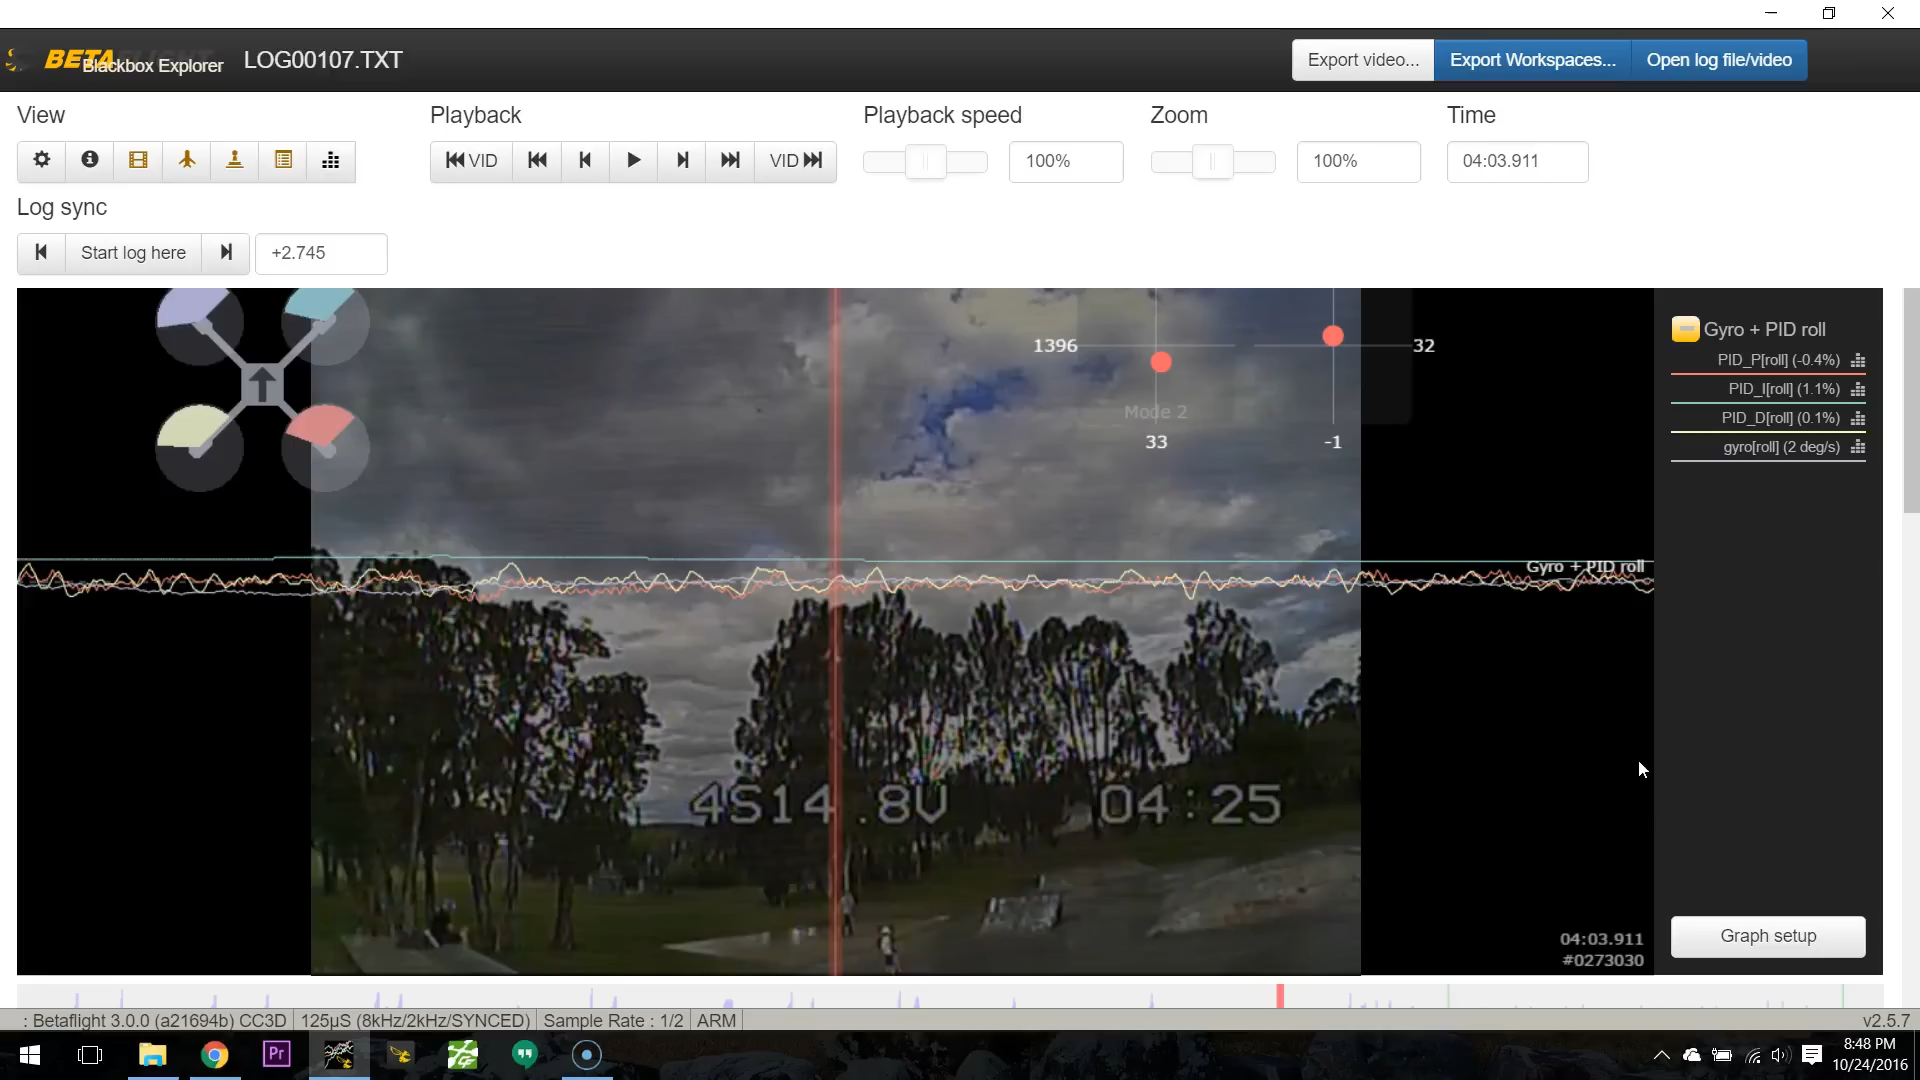 BETAFLIGHT
Blackbox Explorer
LOG00107.TXT
Export video...
Export Workspaces...
Open log file/video
View
Playback
Playback speed
Zoom
Time
VID
VID
100%
100%
04:03.911
Log sync
Start log here
+2.745
1396
32
Mode 2
33
-1
Gyro + PID roll
PID_P[roll] (-0.4%)
PID_I[roll] (1.1%)
PID_D[roll] (0.1%)
gyro[roll] (2 deg/s)
Gyro + PID roll
4S14.8V
04:25
04:03.911
#0273030
Graph setup
: Betaflight 3.0.0 (a21694b) CC3D
125µS (8kHz/2kHz/SYNCED)
Sample Rate : 1/2
ARM
v2.5.7
Pr
8:48 PM
10/24/2016